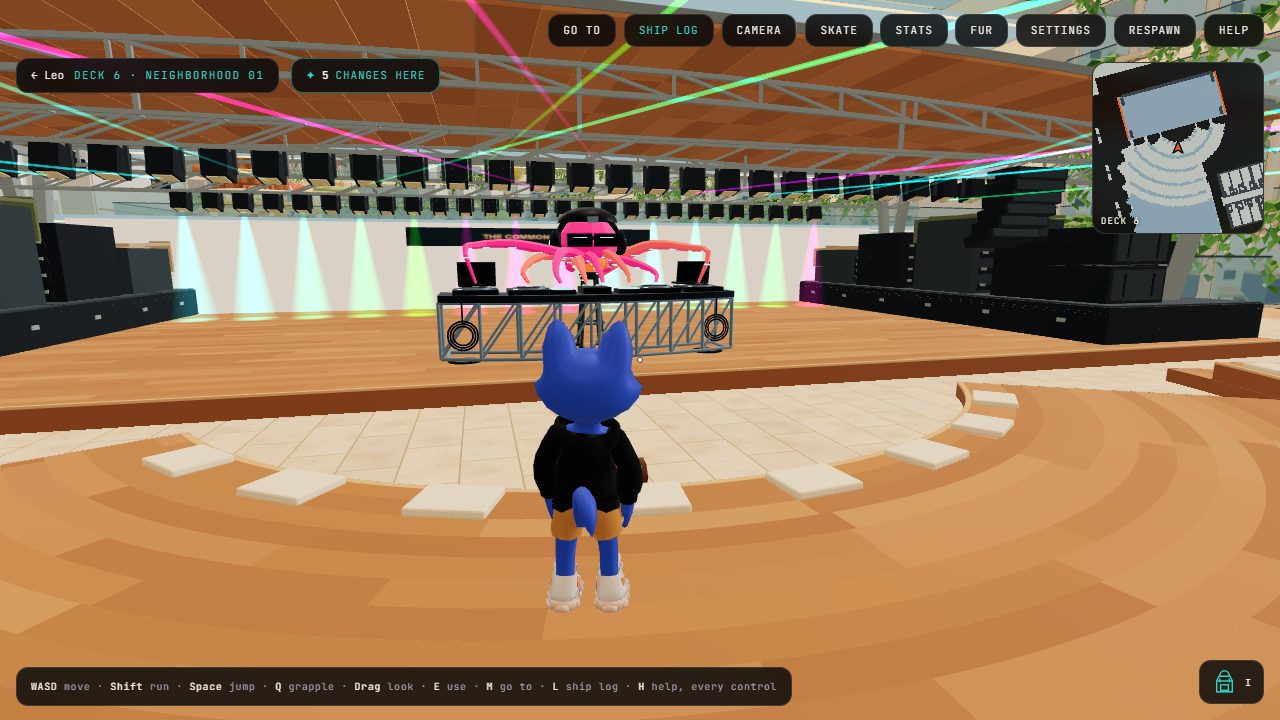 GO TO
SHIP LOG
CAMERA
SKATE
STATS
FUR
SETTINGS
RESPAWN
HELP
← Leo DECK 6 · NEIGHBORHOOD 01
✦ 5 CHANGES HERE
DECK 6
THE COMMON
WASD move · Shift run · Space jump · Q grapple · Drag look · E use · M go to · L ship log · H help, every control
I